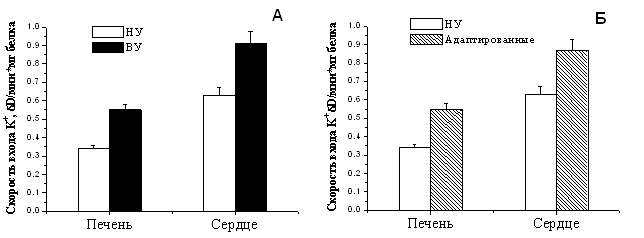 А
НУ
ВУ
Скорость входа К⁺, δD/мин*мг белка
1.0
0.9
0.8
0.7
0.6
0.5
0.4
0.3
0.2
0.1
0.0
Печень
Сердце
Б
НУ
Адаптированные
Скорость входа К⁺δD/мин*мг белка
1.0
0.9
0.8
0.7
0.6
0.5
0.4
0.3
0.2
0.1
0.0
Печень
Сердце